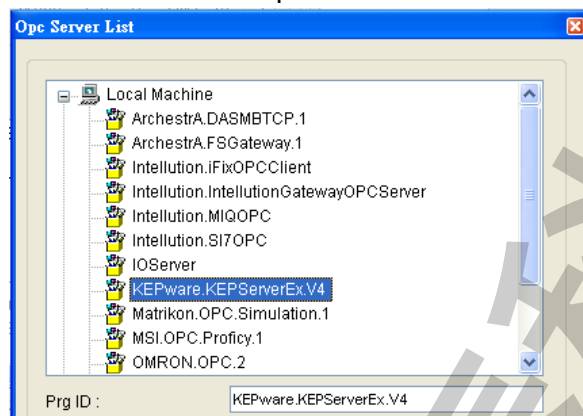 Opc Server List
Local Machine
ArchestrA.DASMBTCP.1
ArchestrA.FSGateway.1
Intellution.iFixOPCClient
Intellution.IntellutionGatewayOPCServer
Intellution.MIQOPC
Intellution.SI7OPC
IOServer
KEPware.KEPServerEx.V4
Matrikon.OPC.Simulation.1
MSI.OPC.Proficy.1
OMRON.OPC.2
Prg ID : KEPware.KEPServerEx.V4